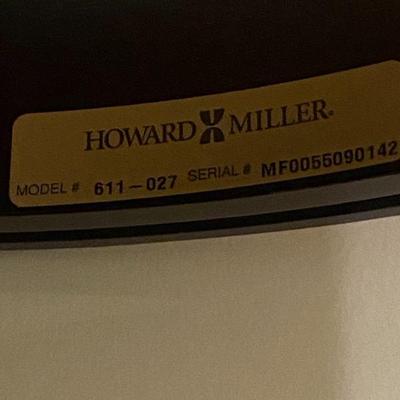 HOWARD MILLER®
MODEL # 611-027 SERIAL # MF0055090142